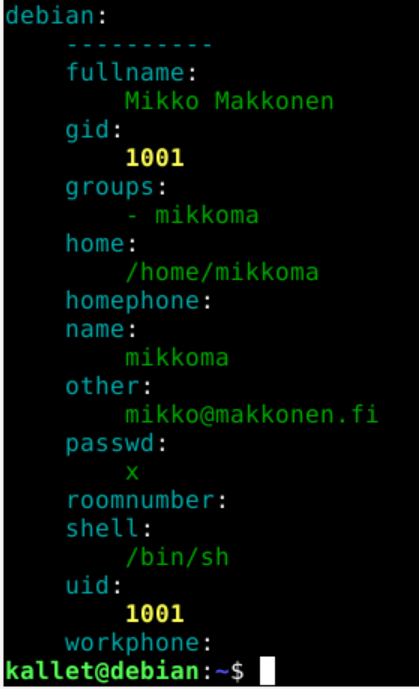 debian:
----------
fullname:
Mikko Makkonen
gid:
1001
groups:
- mikkoma
home:
/home/mikkoma
homephone:
name:
mikkoma
other:
mikko@makkonen.fi
passwd:
x
roomnumber:
shell:
/bin/sh
uid:
1001
workphone:
kallet@debian:~$